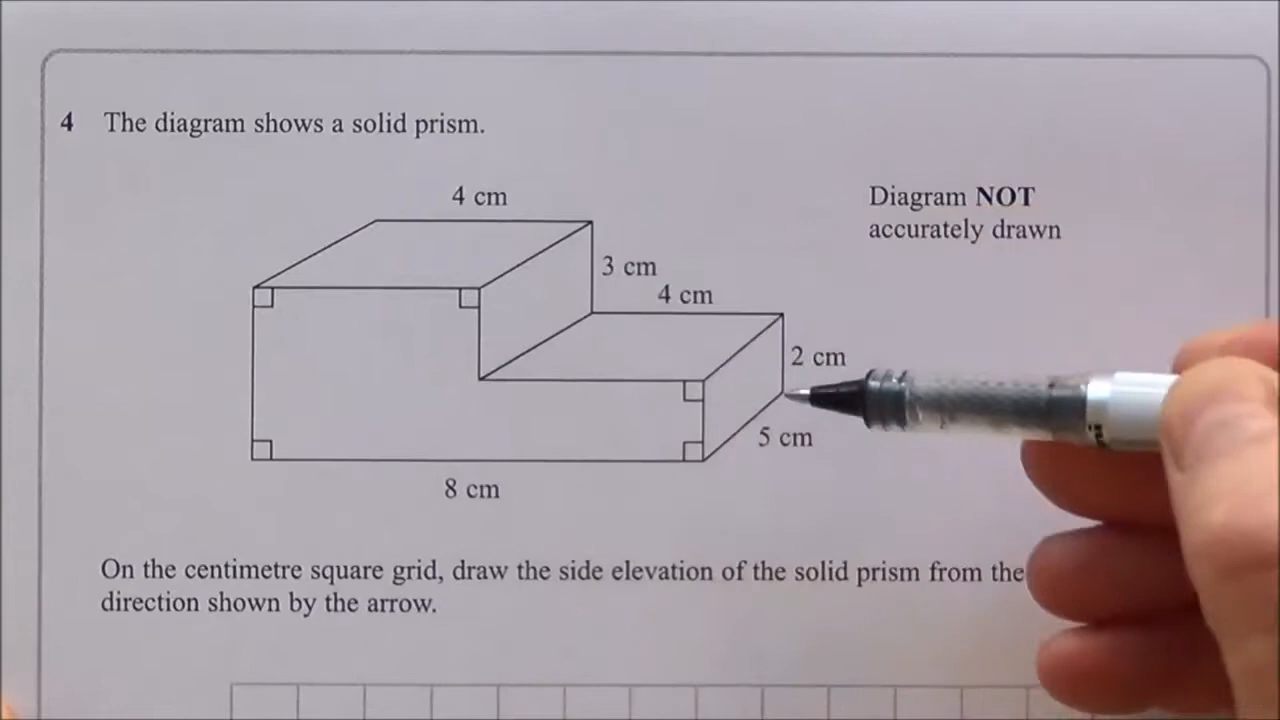 4 The diagram shows a solid prism.
4 cm
Diagram NOT
accurately drawn
3 cm
4 cm
2 cm
5 cm
8 cm
On the centimetre square grid, draw the side elevation of the solid prism from the
direction shown by the arrow.